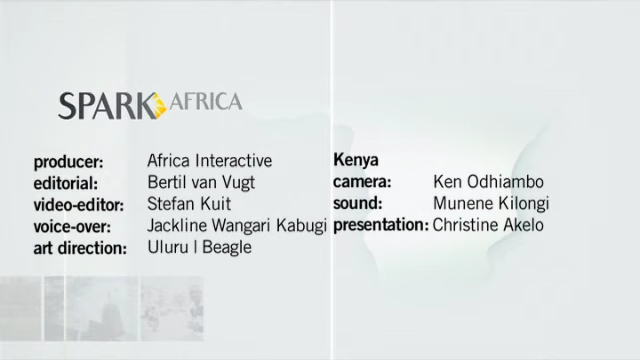 SPARK AFRICA
producer: Africa Interactive
editorial: Bertil van Vugt
video-editor: Stefan Kuit
voice-over: Jackline Wangari Kabugi
art direction: Uluru | Beagle
Kenya
camera: Ken Odhiambo
sound: Munene Kilongi
presentation: Christine Akelo